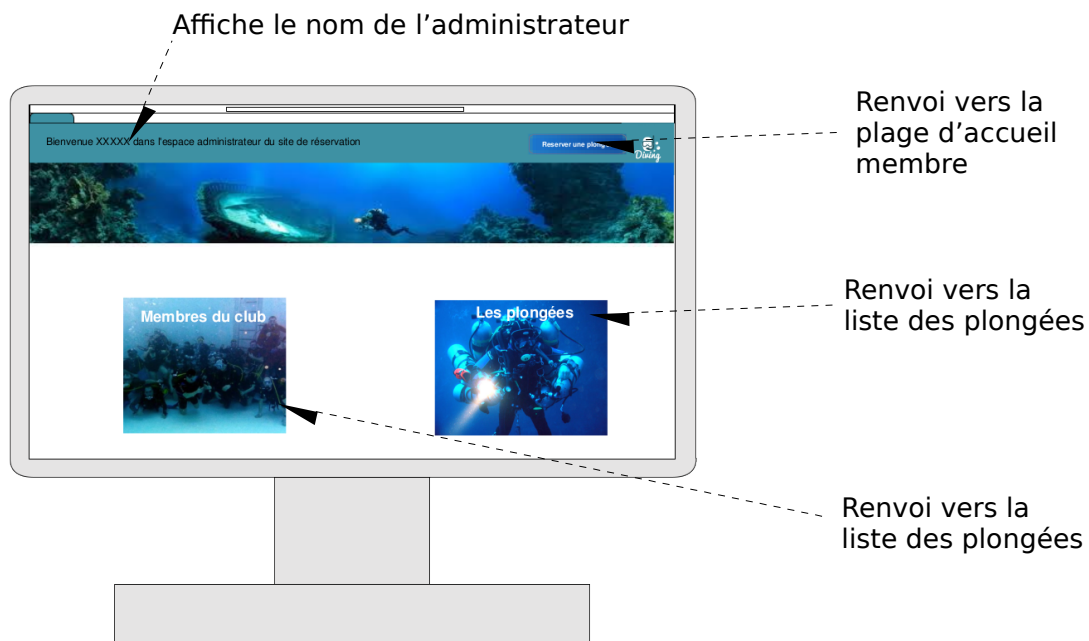 Affiche le nom de l’administrateur
Renvoi vers la
plage d’accueil
membre
Bienvenue XXXXX dans l'espace administrateur du site de réservation
Reserver une plongé
Diving
Membres du club
Les plongées
Renvoi vers la
liste des plongées
Renvoi vers la
liste des plongées